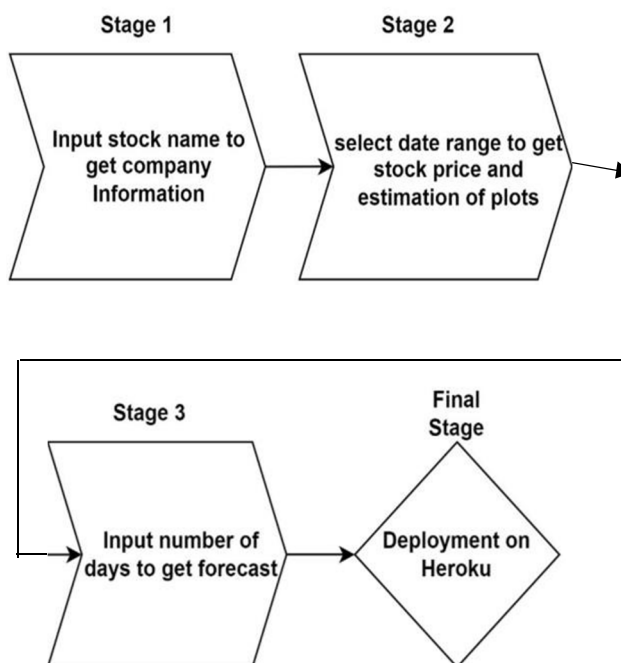 Stage 1
Input stock name to
get company
Information
Stage 2
select date range to get
stock price and
estimation of plots
Stage 3
Input number of
days to get forecast
Final
Stage
Deployment on
Heroku